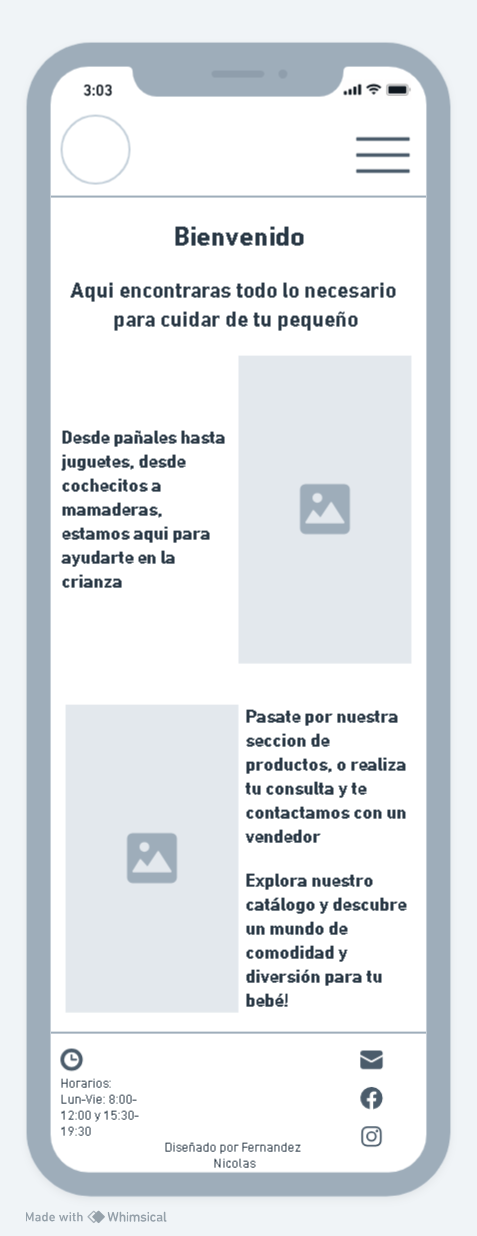 3:03
Bienvenido
Aqui encontraras todo lo necesario
para cuidar de tu pequeño
Desde pañales hasta
juguetes, desde
cochecitos a
mamaderas,
estamos aqui para
ayudarte en la
crianza
Pasate por nuestra
seccion de
productos, o realiza
tu consulta y te
contactamos con un
vendedor
Explora nuestro
catálogo y descubre
un mundo de
comodidad y
diversión para tu
bebé!
Horarios:
Lun-Vie: 8:00-
12:00 y 15:30-
19:30
Diseñado por Fernandez
Nicolas
Made with Whimsical